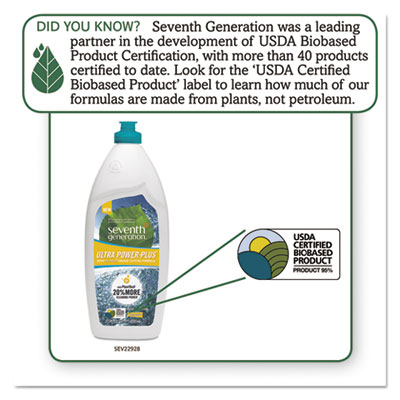 DID YOU KNOW? Seventh Generation was a leading
partner in the development of USDA Biobased
Product Certification, with more than 40 products
certified to date. Look for the ‘USDA Certified
Biobased Product’ label to learn how much of our
formulas are made from plants, not petroleum.
seventh
generation
ULTRA POWER PLUS
20% MORE
CLEANING POWER
USDA
CERTIFIED
BIOBASED
PRODUCT
PRODUCT 95%
SEV22928